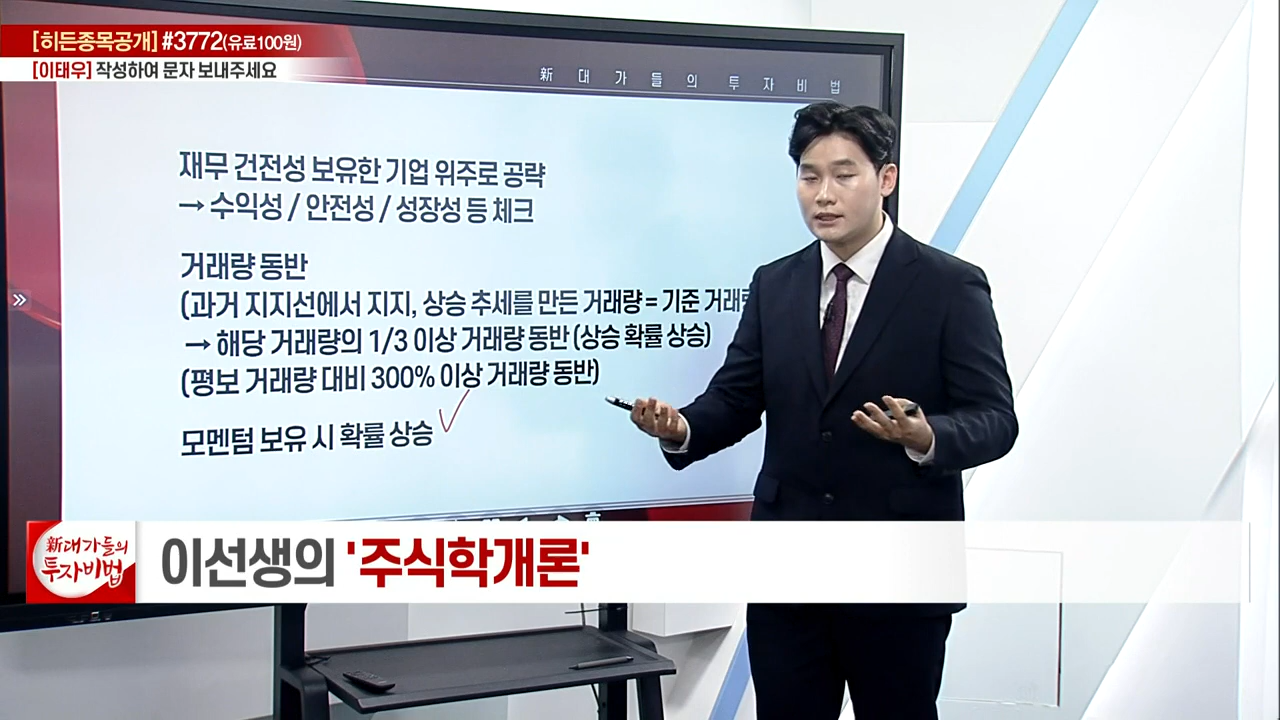 [히든종목공개] #3772(유료100원)
[이태우] 작성하여 문자 보내주세요
新 대 가 들 의 투 자 비 법
재무 건전성 보유한 기업 위주로 공략
→ 수익성 / 안전성 / 성장성 등 체크
거래량 동반
(과거 지지선에서 지지, 상승 추세를 만든 거래량 = 기준
→ 해당 거래량의 1/3 이상 거래량 동반 (상승 확률 상승)
(평보 거래량 대비 300% 이상 거래량 동반)
모멘텀 보유 시 확률 상승
新대가들의
투자비법
이선생의 '주식학개론'